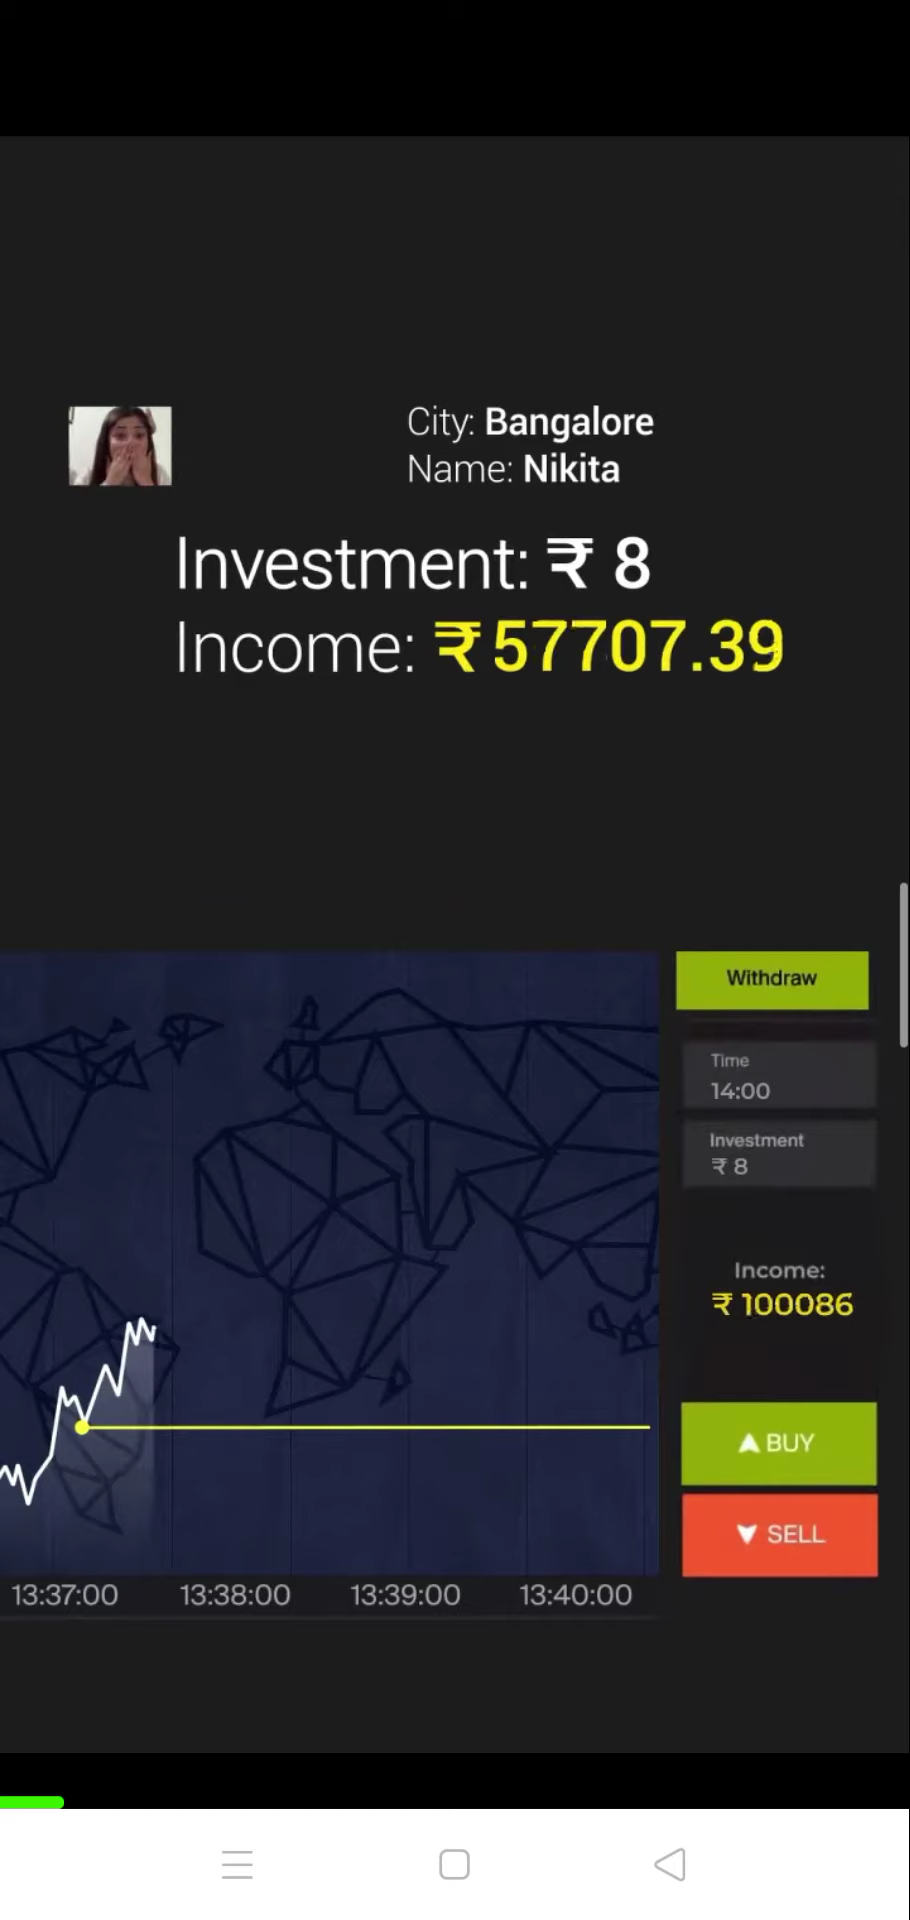 City: Bangalore
Name: Nikita
Investment: ₹ 8
Income: ₹57707.39
Withdraw
Time
14:00
Investment
₹ 8
Income:
₹ 100086
▲ BUY
▼ SELL
13:37:00 13:38:00 13:39:00 13:40:00